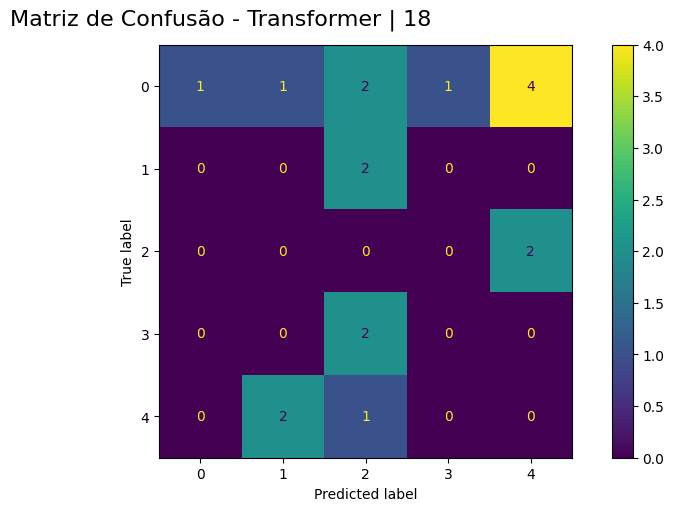 Matriz de Confusão - Transformer | 18
0 1 1 2 1 4
1 0 0 2 0 0
2 0 0 0 0 2
3 0 0 2 0 0
4 0 2 1 0 0
0 1 2 3 4
Predicted label
True label
4.0
3.5
3.0
2.5
2.0
1.5
1.0
0.5
0.0